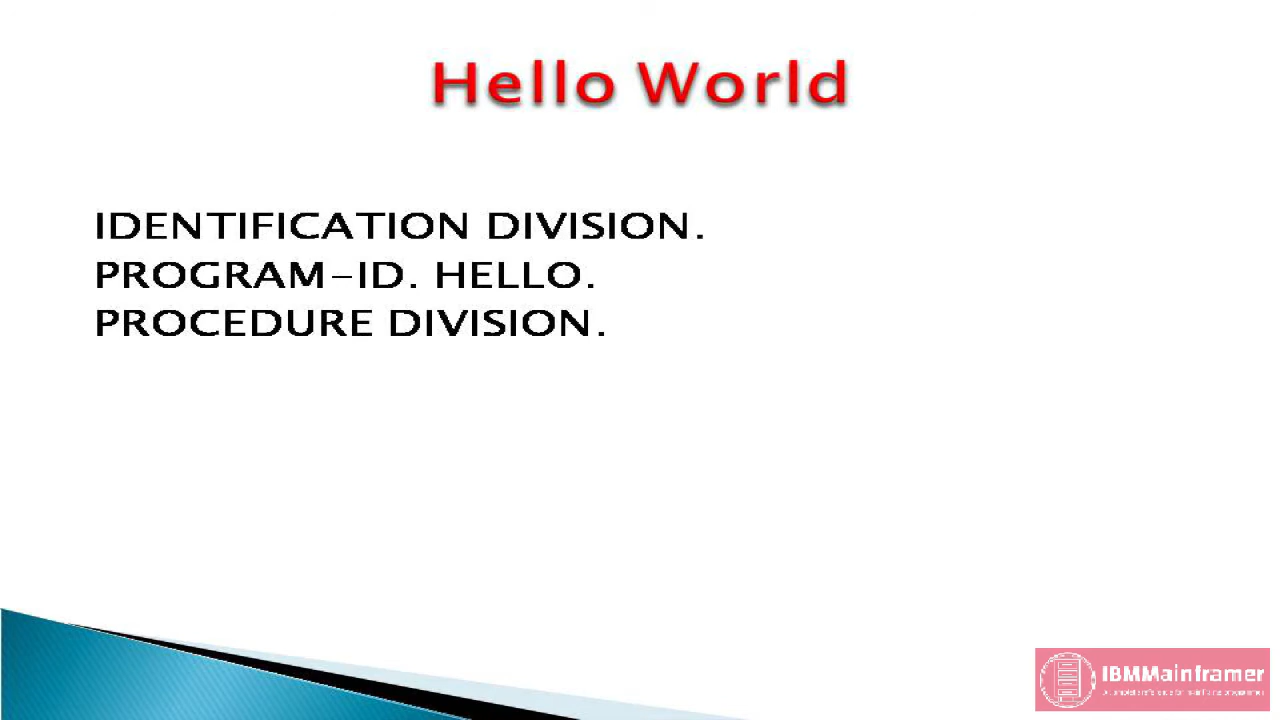 Hello World
IDENTIFICATION DIVISION.
PROGRAM-ID. HELLO.
PROCEDURE DIVISION.
IBMMainframer